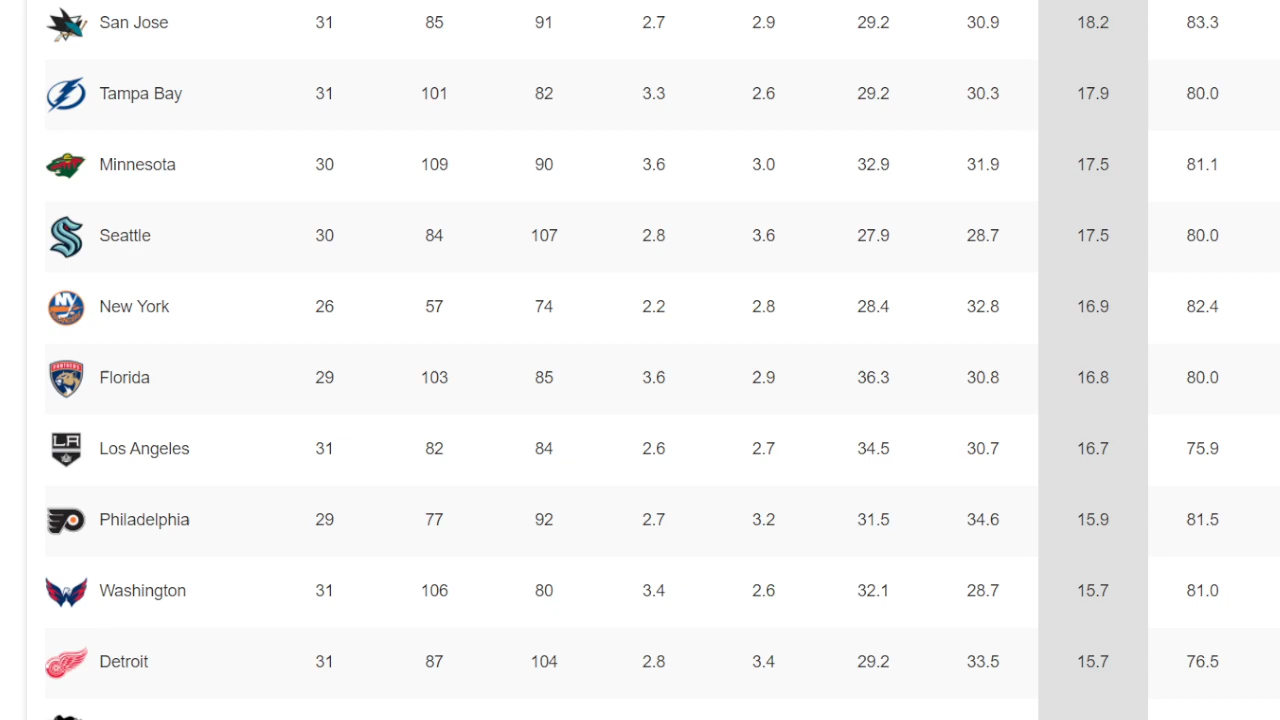 San Jose 31 85 91 2.7 2.9 29.2 30.9 18.2 83.3
Tampa Bay 31 101 82 3.3 2.6 29.2 30.3 17.9 80.0
Minnesota 30 109 90 3.6 3.0 32.9 31.9 17.5 81.1
Seattle 30 84 107 2.8 3.6 27.9 28.7 17.5 80.0
NY New York 26 57 74 2.2 2.8 28.4 32.8 16.9 82.4
PANTHERS Florida 29 103 85 3.6 2.9 36.3 30.8 16.8 80.0
LA Los Angeles 31 82 84 2.6 2.7 34.5 30.7 16.7 75.9
Philadelphia 29 77 92 2.7 3.2 31.5 34.6 15.9 81.5
Washington 31 106 80 3.4 2.6 32.1 28.7 15.7 81.0
Detroit 31 87 104 2.8 3.4 29.2 33.5 15.7 76.5